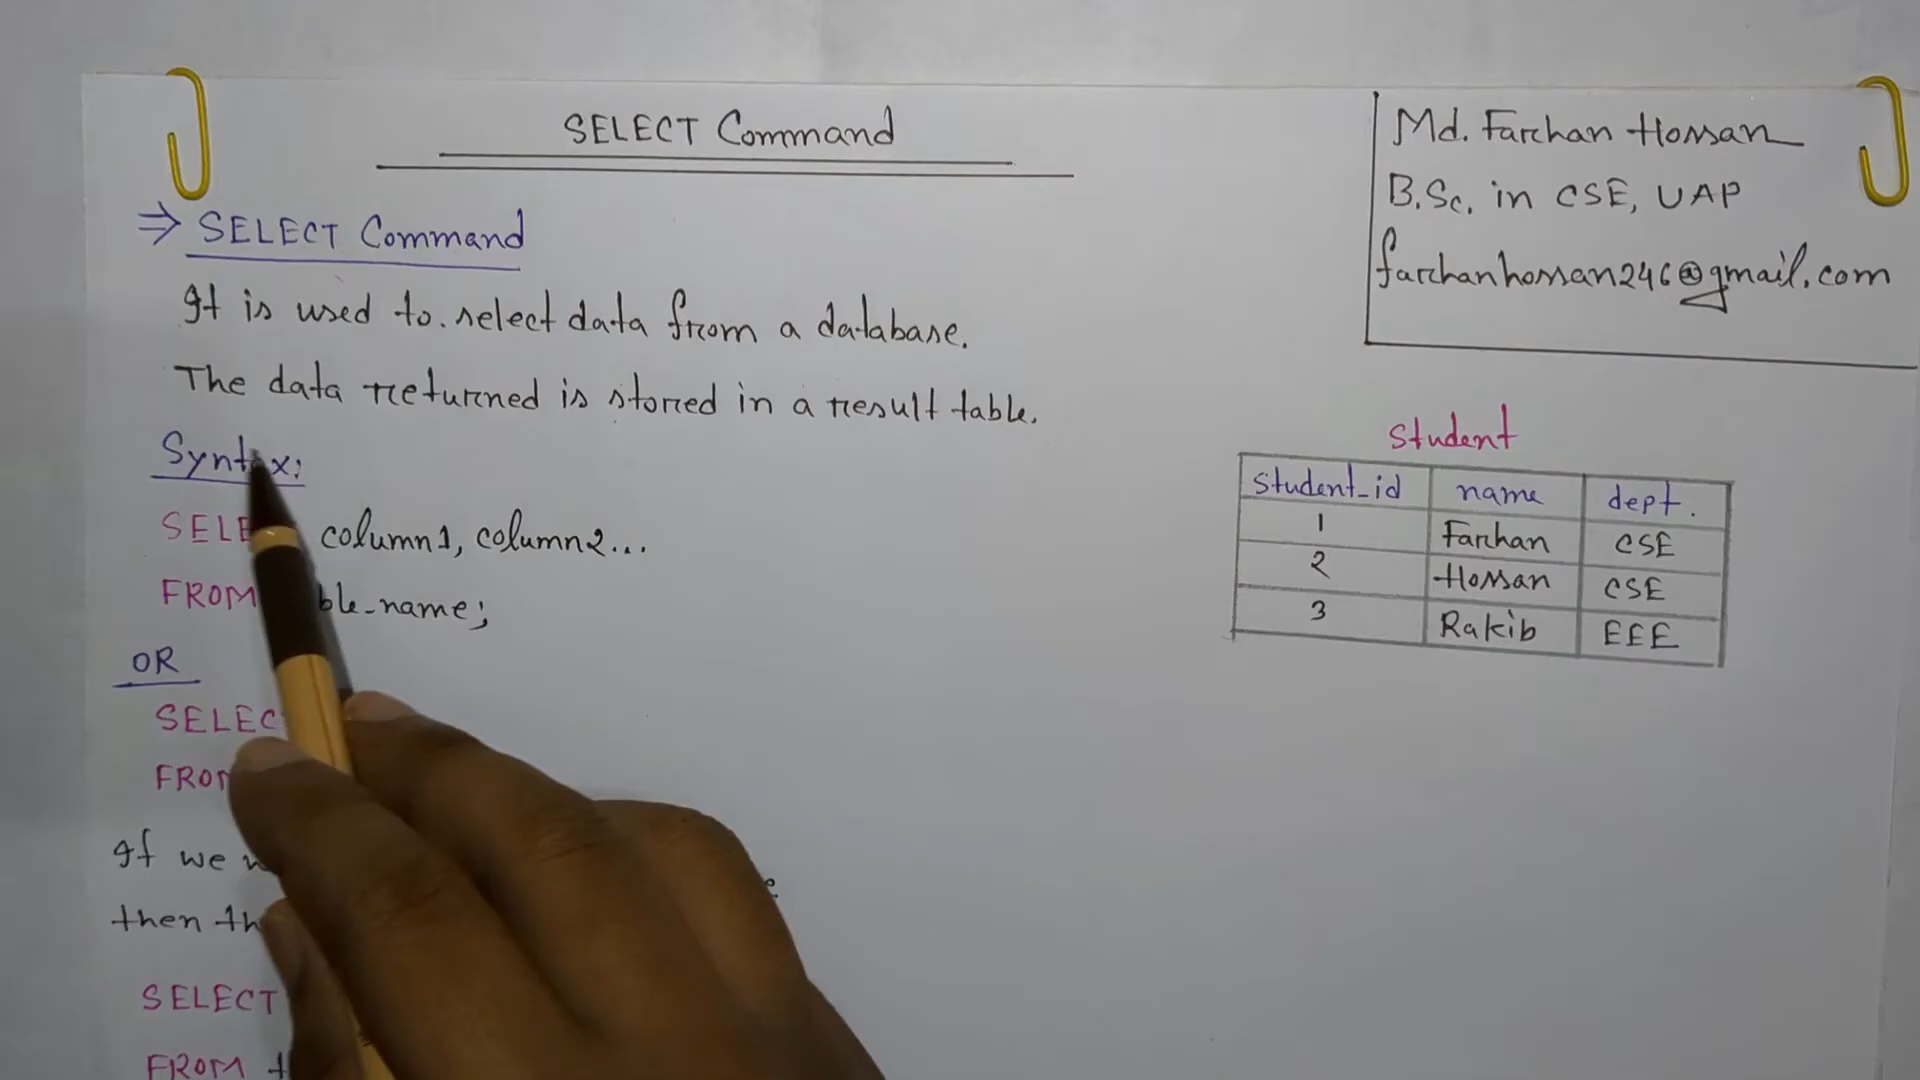 SELECT Command
Md. Farhan Hossan
B.Sc. in CSE, UAP
farhanhossan246@gmail.com
⇒ SELECT Command
It is used to select data from a database.
The data returned is stored in a result table.
Syntax:
SELE column1, column2...
FROM ble_name;
OR
SELEC
FROM
If we
then th
SELECT
FROM t
Student
Student_id name dept.
1 Farhan CSE
2 Hossan CSE
3 Rakib EEE